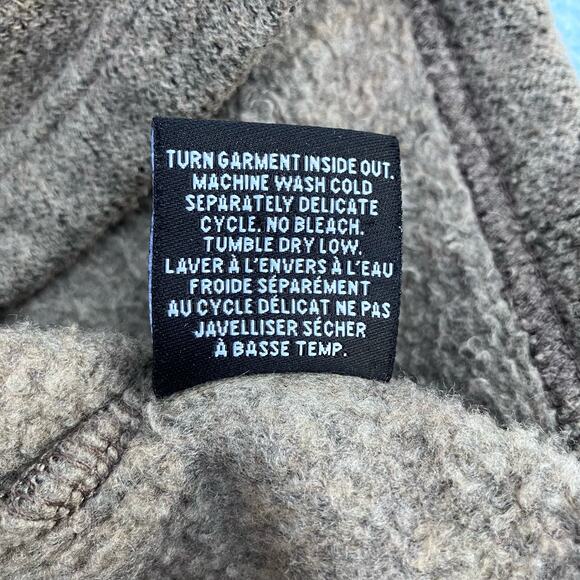 TURN GARMENT INSIDE OUT.
MACHINE WASH COLD
SEPARATELY DELICATE
CYCLE. NO BLEACH.
TUMBLE DRY LOW.
LAVER À L'ENVERS À L'EAU
FROIDE SÉPARÉMENT
AU CYCLE DÉLICAT NE PAS
JAVELLISER SÉCHER
À BASSE TEMP.